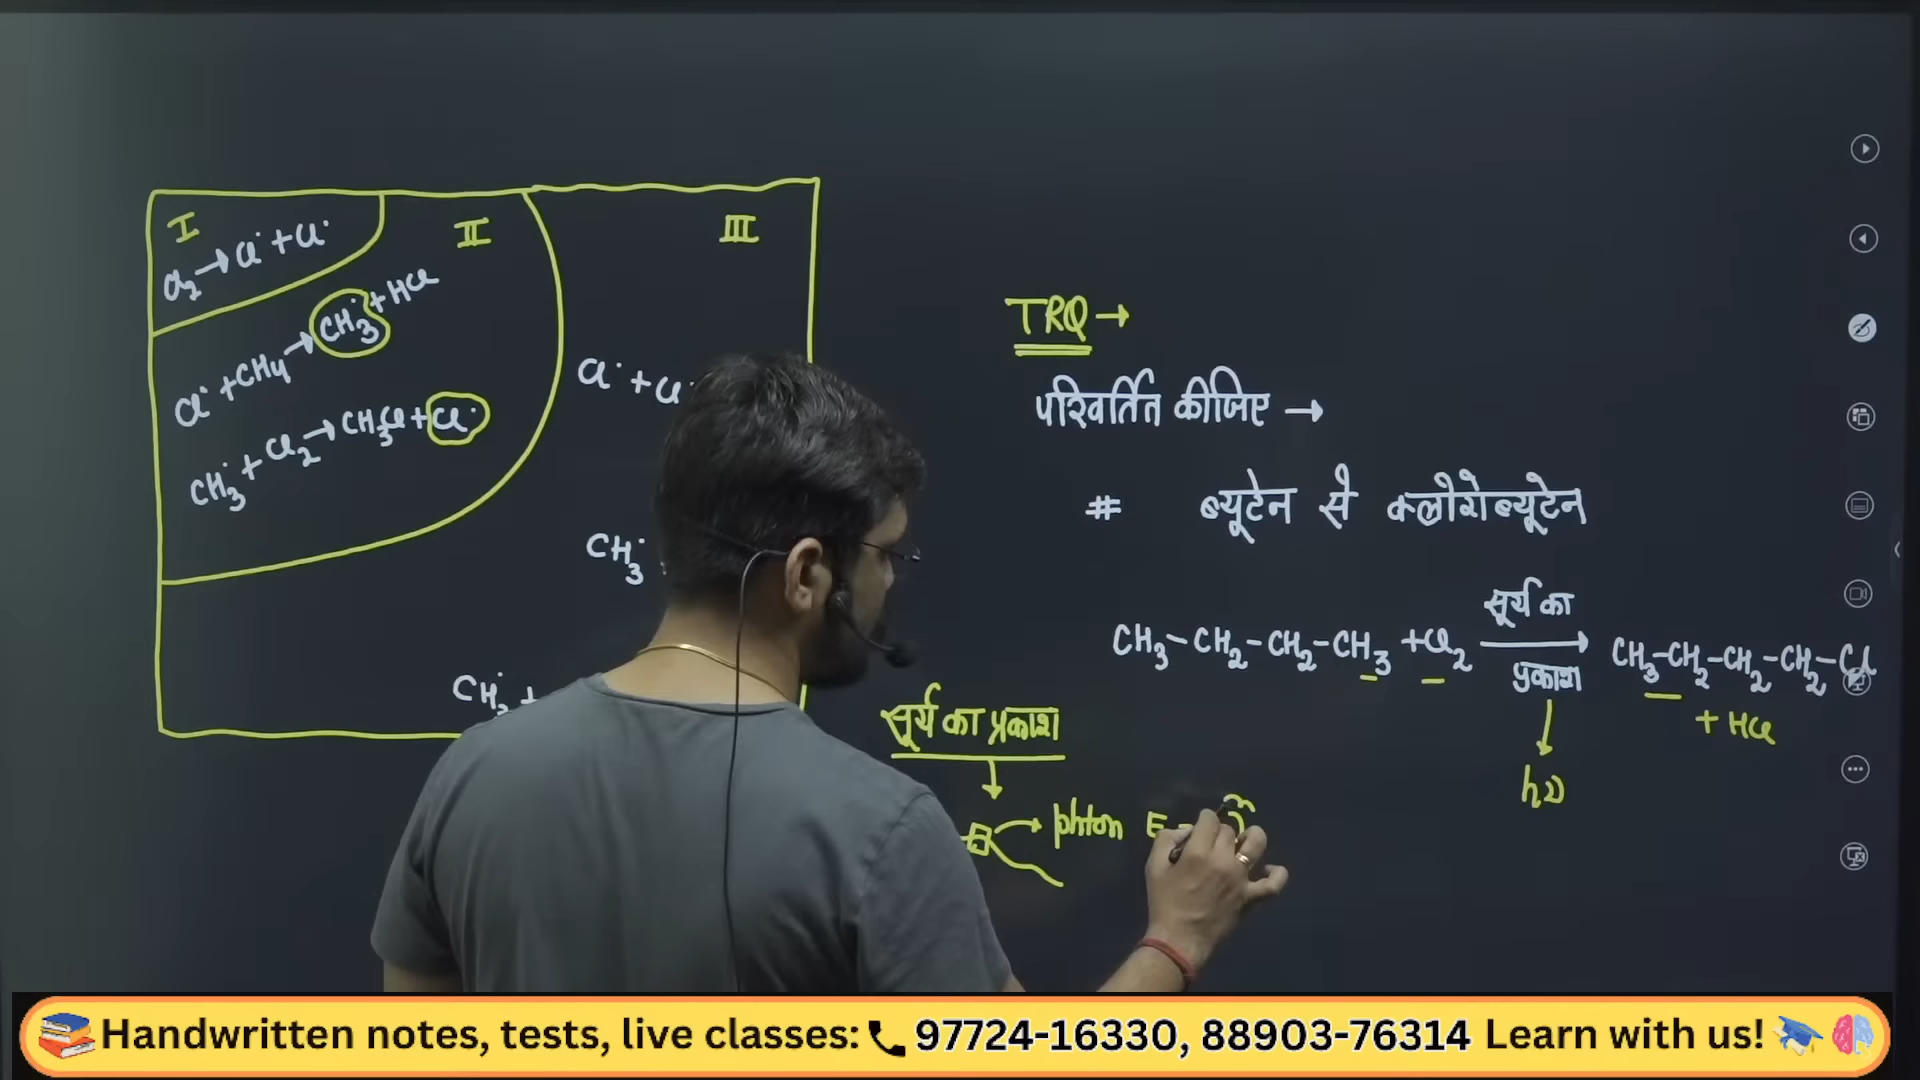 I
Cl₂ → Cl˙ + Cl˙
II
Cl˙ + CH₄ → CH₃˙ + HCl
CH₃˙ + Cl₂ → CH₃Cl + Cl˙
III
Cl˙ + Cl˙
CH₃˙
CH₃˙ +
TRQ →
परिवर्तित कीजिए →
# ब्यूटेन से क्लोरोब्यूटेन
CH₃-CH₂-CH₂-CH₃ + Cl₂ सूर्य का प्रकाश → CH₃-CH₂-CH₂-CH₂-Cl
+ HCl
hν
सूर्य का प्रकाश
phton E =
Handwritten notes, tests, live classes: 97724-16330, 88903-76314 Learn with us!